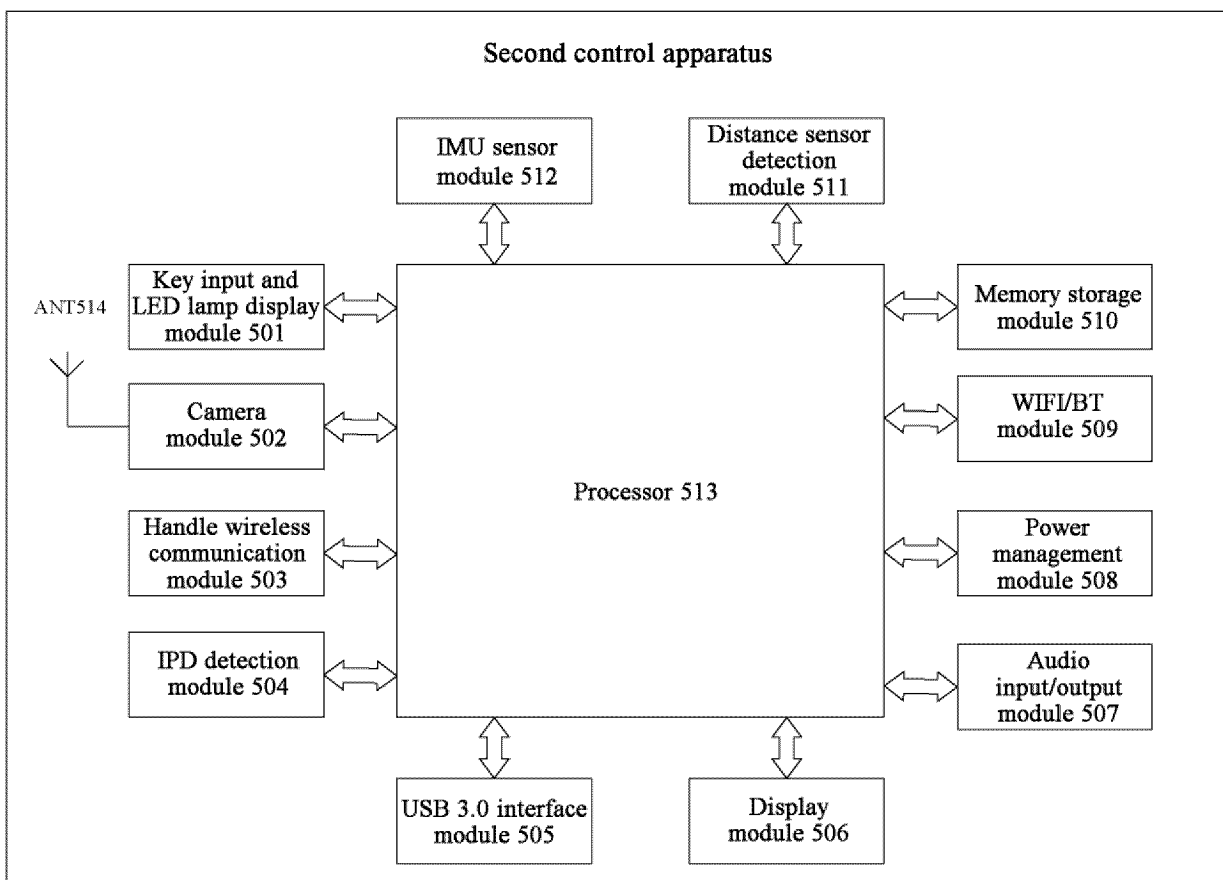 Second control apparatus
IMU sensor
module 512
Distance sensor
detection
module 511
Key input and
LED lamp display
module 501
ANT514
Memory storage
module 510
Camera
module 502
WIFI/BT
module 509
Processor 513
Handle wireless
communication
module 503
Power
management
module 508
IPD detection
module 504
Audio
input/output
module 507
USB 3.0 interface
module 505
Display
module 506